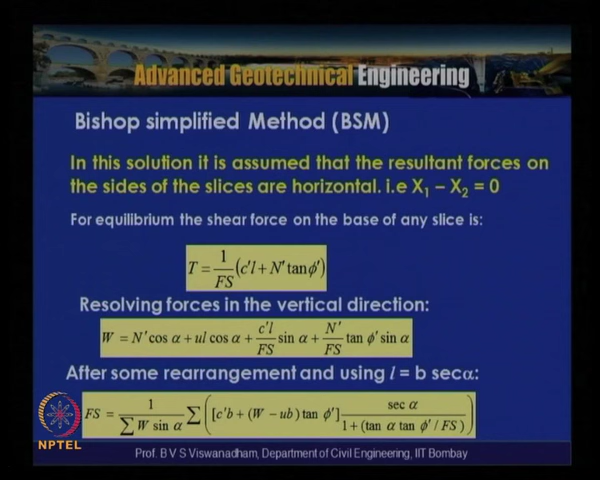 Advanced Geotechnical Engineering
Bishop simplified Method (BSM)
In this solution it is assumed that the resultant forces on
the sides of the slices are horizontal. i.e X₁ – X₂ = 0
For equilibrium the shear force on the base of any slice is:
T = 1/FS (c'l + N' tan φ')
Resolving forces in the vertical direction:
W = N' cos α + ul cos α + c'l/FS sin α + N'/FS tan φ' sin α
After some rearrangement and using l = b secα:
FS = 1/∑ W sin α ∑ ([c'b + (W − ub) tan φ'] sec α/1 + (tan α tan φ' / FS))
NPTEL
Prof. B V S Viswanadham, Department of Civil Engineering, IIT Bombay